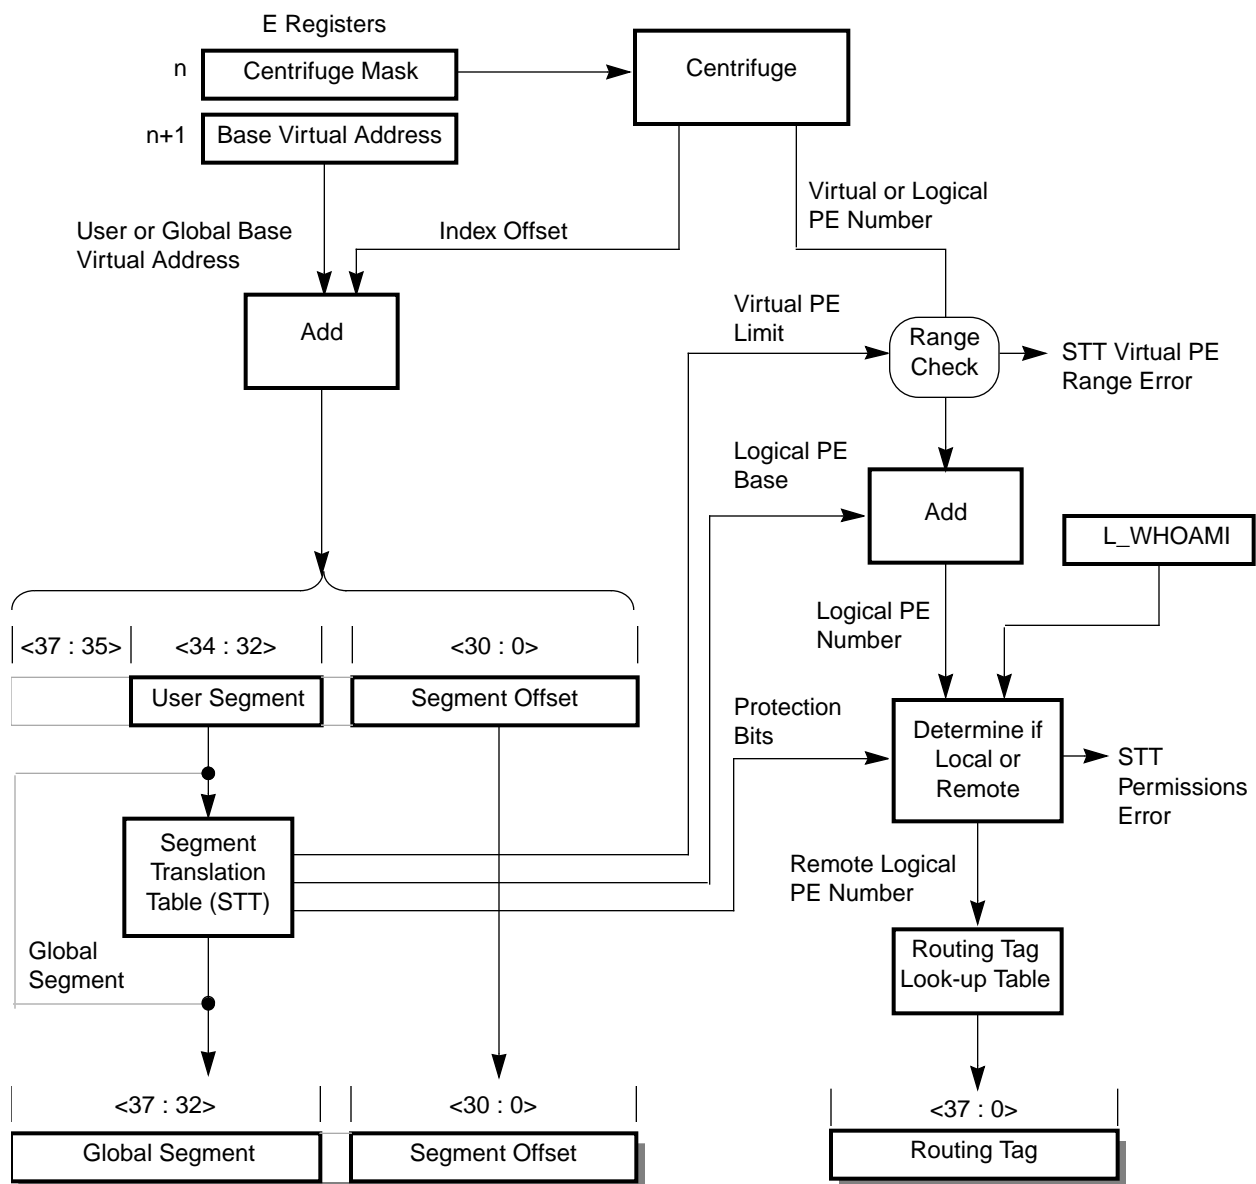 E Registers
n
Centrifuge Mask
Centrifuge
n+1
Base Virtual Address
Virtual or Logical
PE Number
User or Global Base
Virtual Address
Index Offset
Add
Virtual PE
Limit
Range
Check
STT Virtual PE
Range Error
Logical PE
Base
Add
L_WHOAMI
Logical PE
Number
<37 : 35>
<34 : 32>
<30 : 0>
User Segment
Segment Offset
Protection
Bits
Determine if
Local or
Remote
STT
Permissions
Error
Segment
Translation
Table (STT)
Remote Logical
PE Number
Global
Segment
Routing Tag
Look-up Table
<37 : 32>
<30 : 0>
<37 : 0>
Global Segment
Segment Offset
Routing Tag